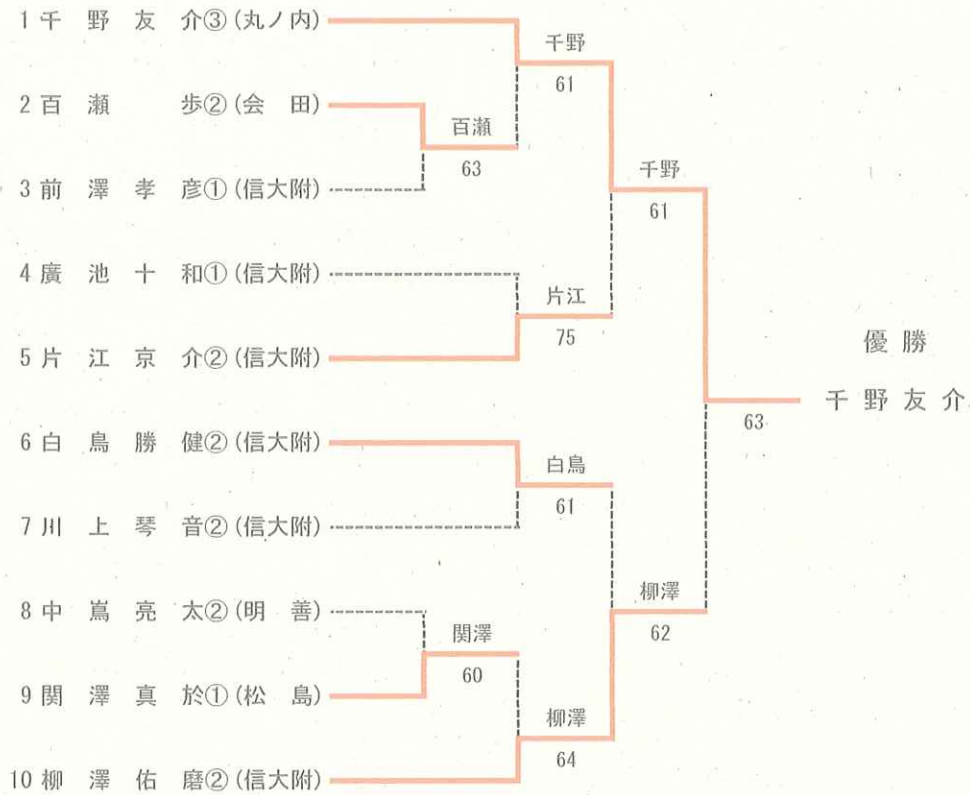 1 千 野 友 介③ (丸ノ内)
千野
61
2 百 瀬 歩② (会 田)
百瀬
63
3 前 澤 孝 彦① (信大附)
千野
61
4 廣 池 十 和① (信大附)
片江
75
5 片 江 京 介② (信大附)
優 勝
千 野 友 介
63
6 白 鳥 勝 健② (信大附)
白鳥
61
7 川 上 琴 音② (信大附)
柳澤
62
8 中 嶌 亮 太② (明 善)
関澤
60
9 関 澤 真 於① (松 島)
柳澤
64
10 柳 澤 佑 磨② (信大附)